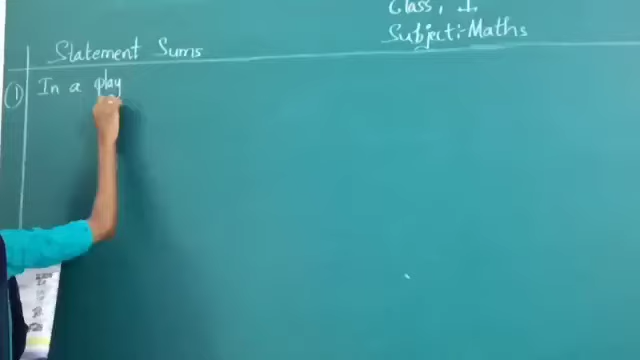 Class, I.
Subject:-Maths
Statement Sums
① In a play